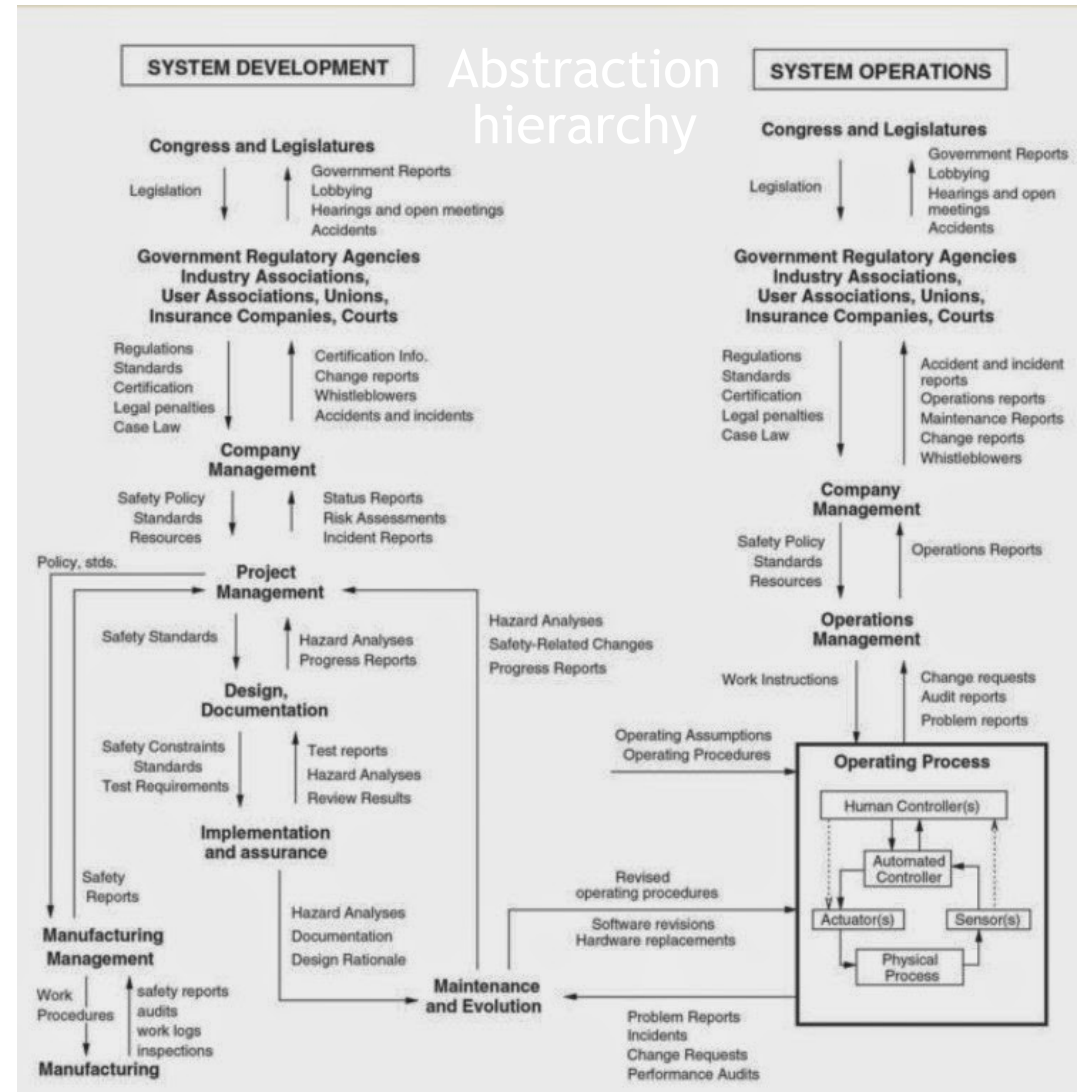 SYSTEM DEVELOPMENT
Abstraction
hierarchy
SYSTEM OPERATIONS
Congress and Legislatures
Legislation
Government Reports
Lobbying
Hearings and open meetings
Accidents
Government Regulatory Agencies
Industry Associations,
User Associations, Unions,
Insurance Companies, Courts
Regulations
Standards
Certification
Legal penalties
Case Law
Certification Info.
Change reports
Whistleblowers
Accidents and incidents
Company
Management
Safety Policy
Standards
Resources
Status Reports
Risk Assessments
Incident Reports
Policy, stds.
Project
Management
Safety Standards
Hazard Analyses
Progress Reports
Design,
Documentation
Safety Constraints
Standards
Test Requirements
Test reports
Hazard Analyses
Review Results
Implementation
and assurance
Safety
Reports
Hazard Analyses
Documentation
Design Rationale
Manufacturing
Management
Work
Procedures
safety reports
audits
work logs
inspections
Manufacturing
Hazard Analyses
Safety-Related Changes
Progress Reports
Maintenance
and Evolution
Congress and Legislatures
Legislation
Government Reports
Lobbying
Hearings and open
meetings
Accidents
Government Regulatory Agencies
Industry Associations,
User Associations, Unions,
Insurance Companies, Courts
Regulations
Standards
Certification
Legal penalties
Case Law
Accident and incident
reports
Operations reports
Maintenance Reports
Change reports
Whistleblowers
Company
Management
Safety Policy
Standards
Resources
Operations Reports
Operations
Management
Work Instructions
Change requests
Audit reports
Problem reports
Operating Assumptions
Operating Procedures
Operating Process
Human Controller(s)
Automated
Controller
Actuator(s)
Sensor(s)
Physical
Process
Revised
operating procedures
Software revisions
Hardware replacements
Problem Reports
Incidents
Change Requests
Performance Audits